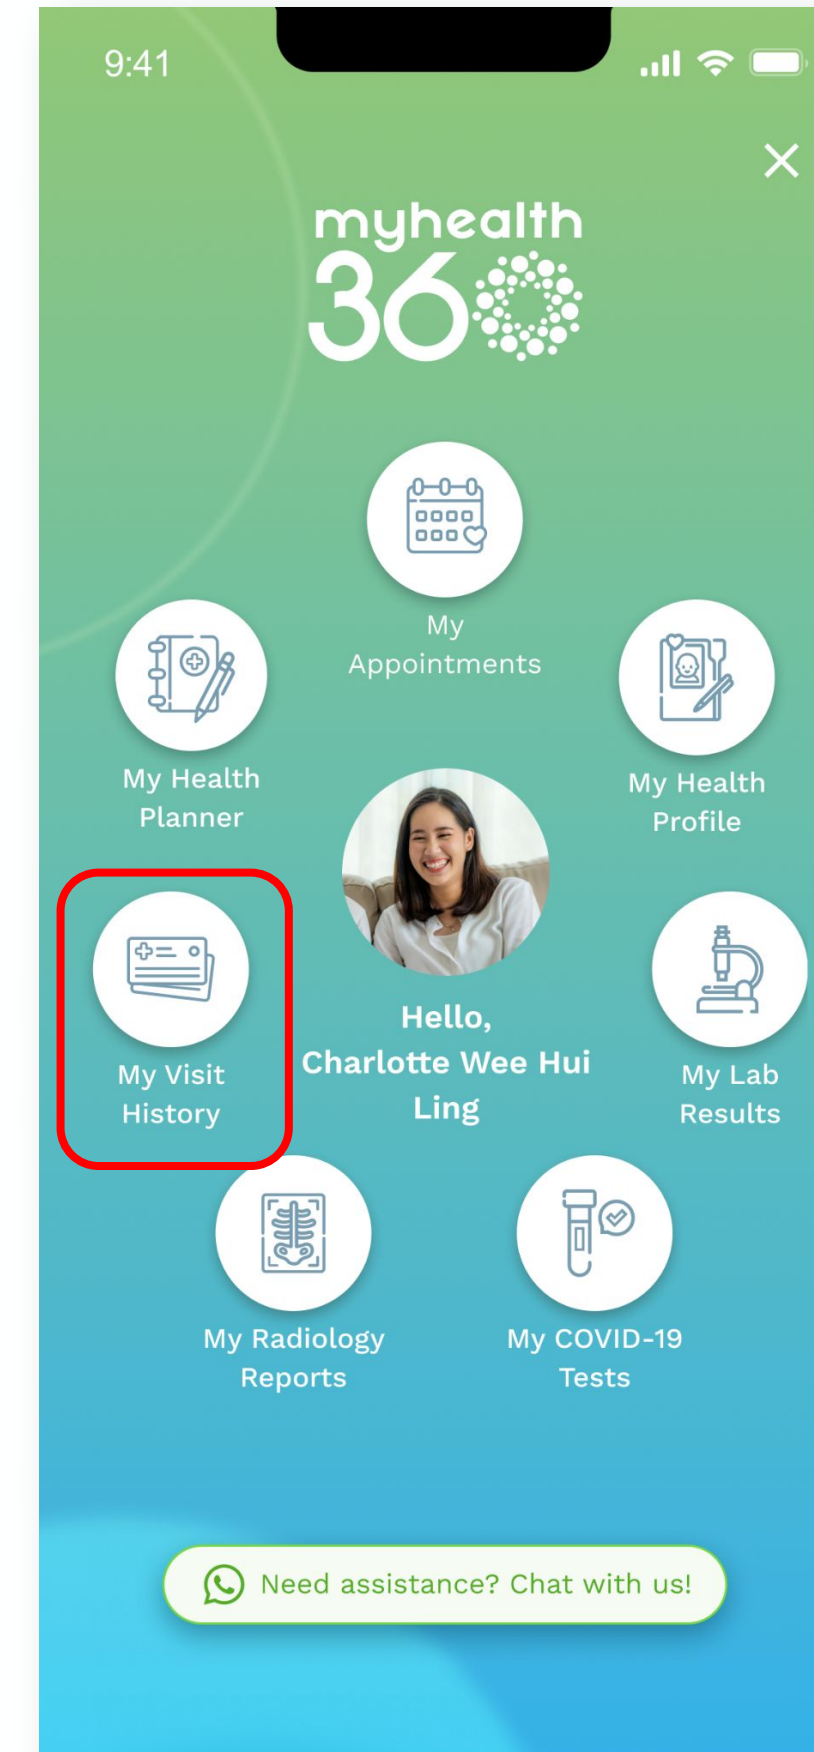 9:41
myhealth
360
My
Appointments
My Health
Planner
My Health
Profile
My Visit
History
Hello,
Charlotte Wee Hui
Ling
My Lab
Results
My Radiology
Reports
My COVID-19
Tests
Need assistance? Chat with us!